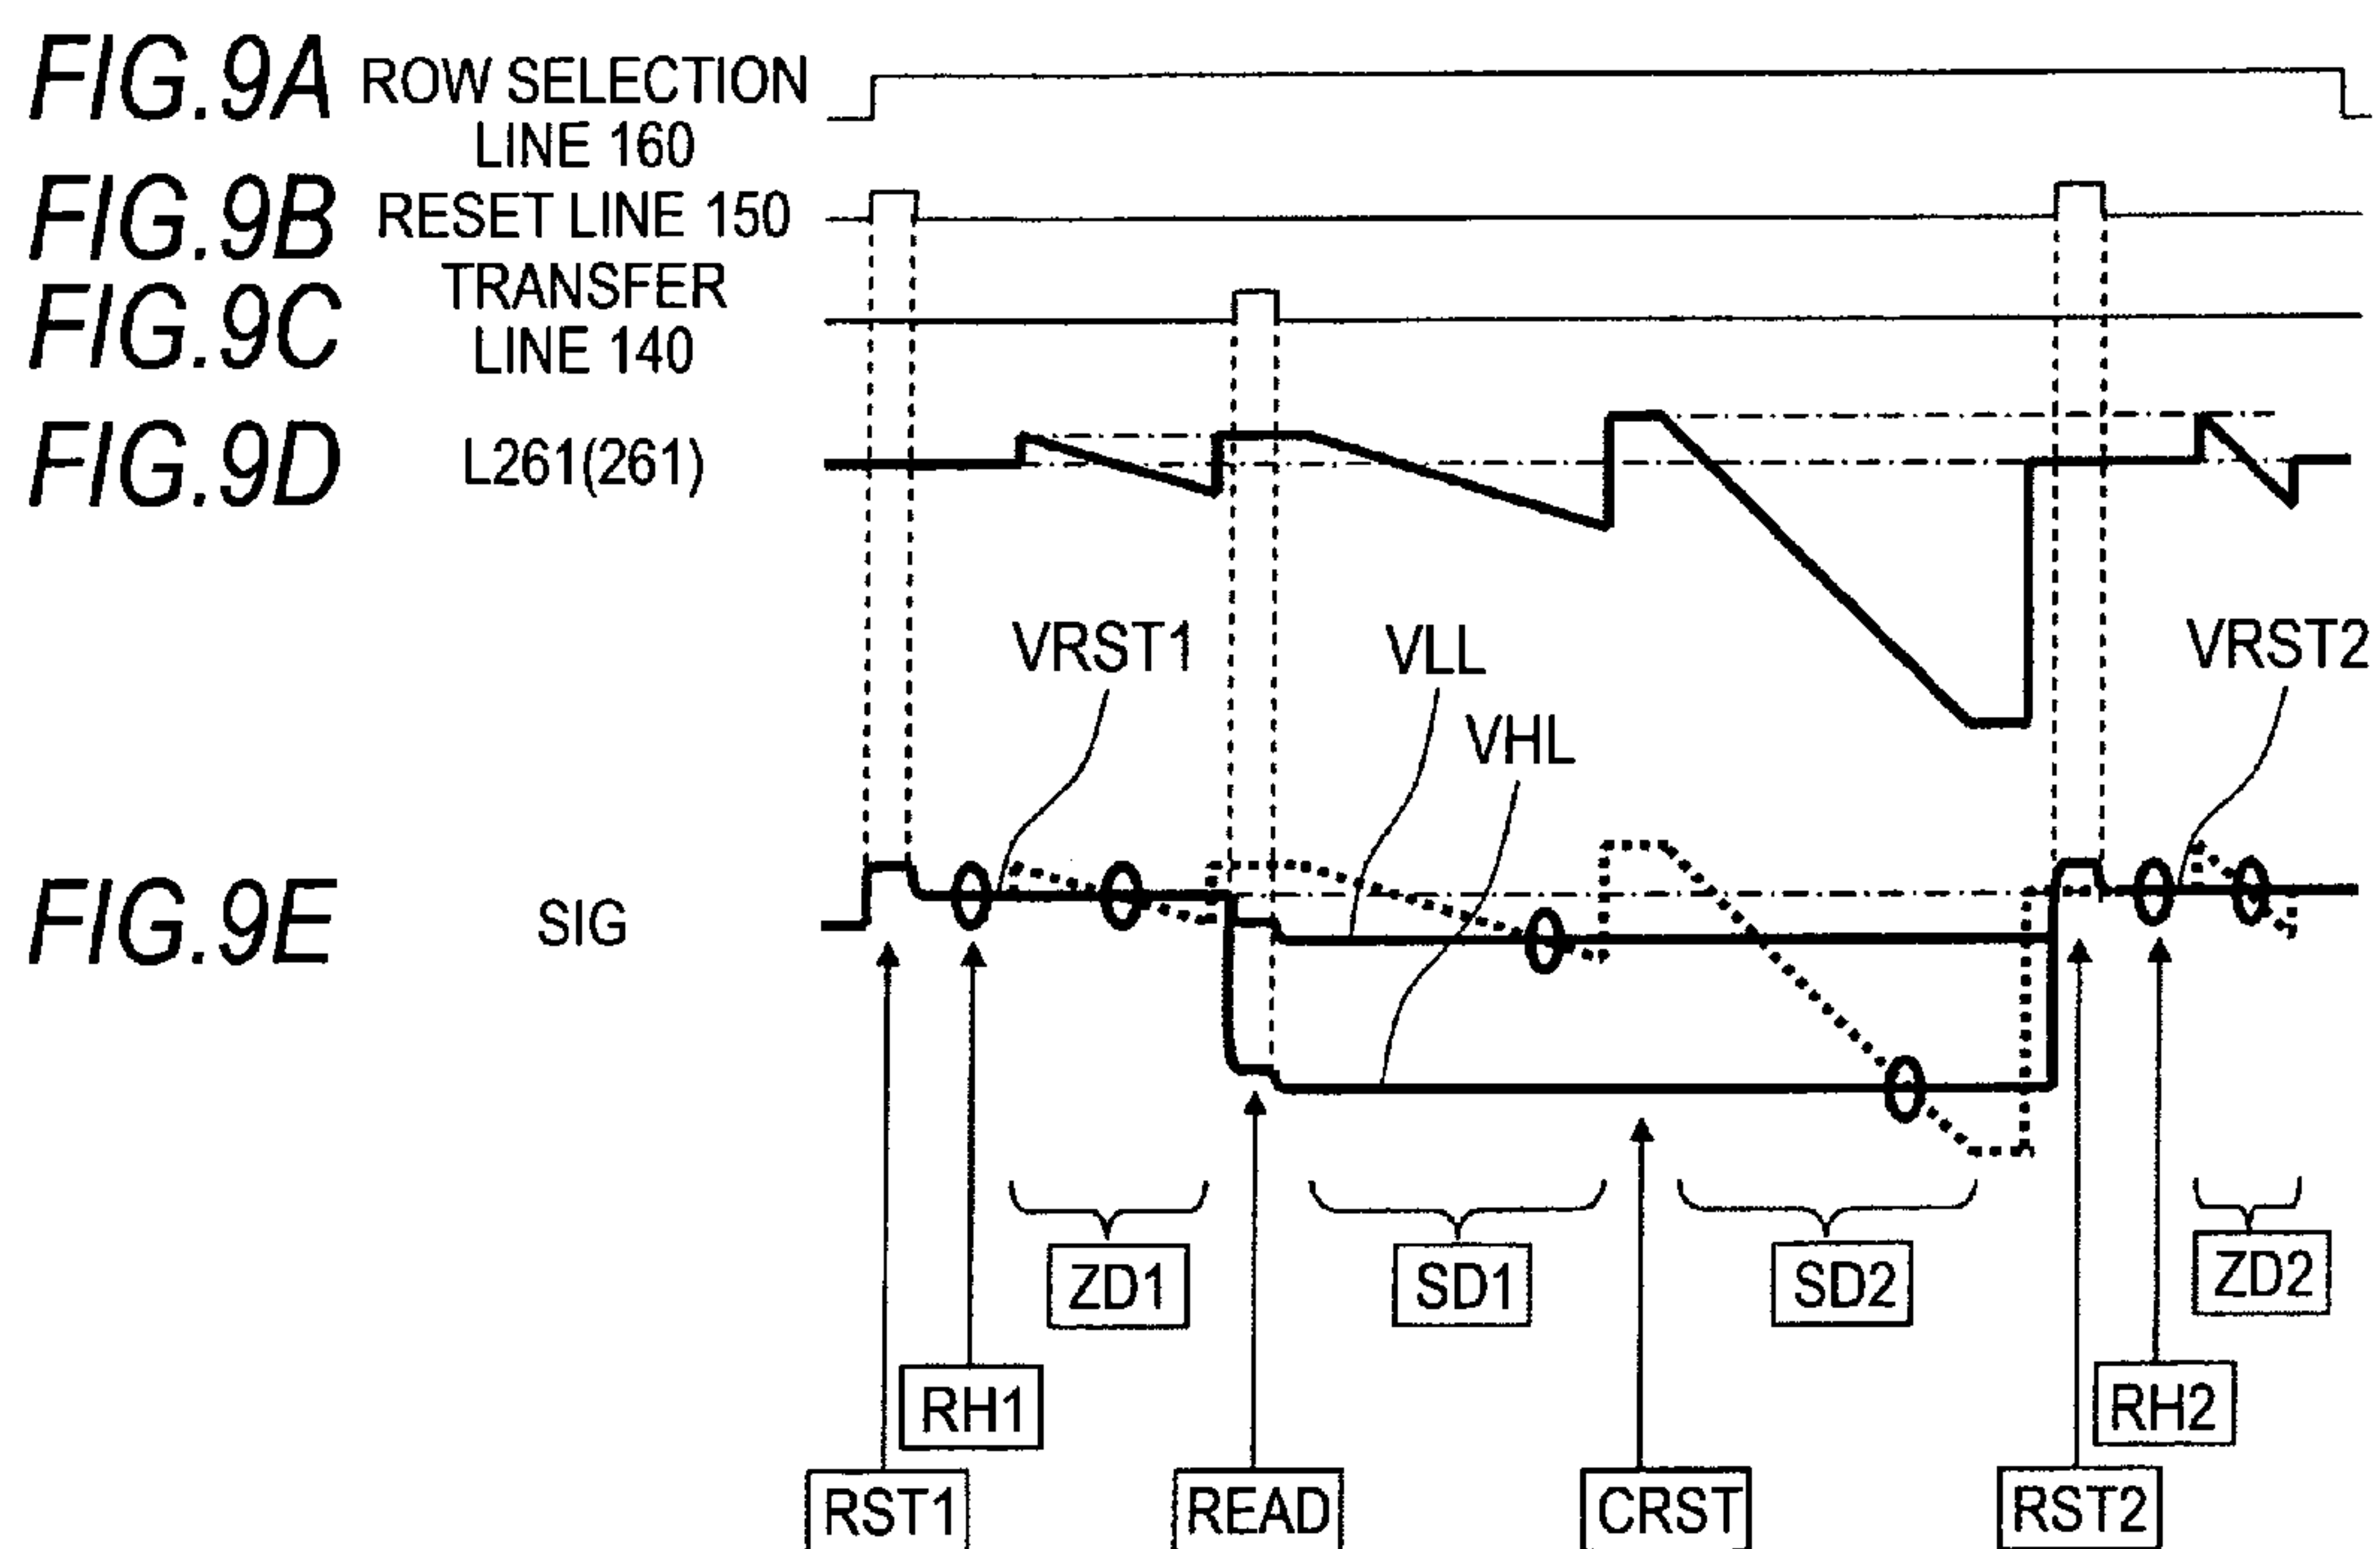 FIG.9A ROW SELECTION
LINE 160
FIG.9B RESET LINE 150
FIG.9C TRANSFER
LINE 140
FIG.9D L261(261)
VRST1
VLL
VHL
VRST2
FIG.9E SIG
ZD1
SD1
SD2
ZD2
RH1
RH2
RST1
READ
CRST
RST2